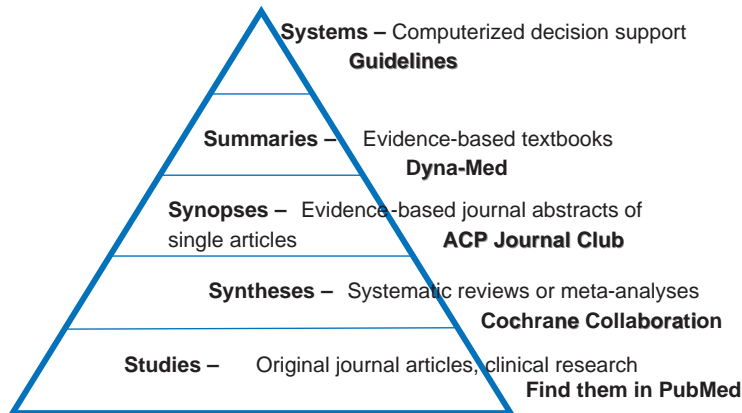 Systems – Computerized decision support
Guidelines
Summaries – Evidence-based textbooks
Dyna-Med
Synopses – Evidence-based journal abstracts of
single articles ACP Journal Club
Syntheses – Systematic reviews or meta-analyses
Cochrane Collaboration
Studies – Original journal articles, clinical research
Find them in PubMed